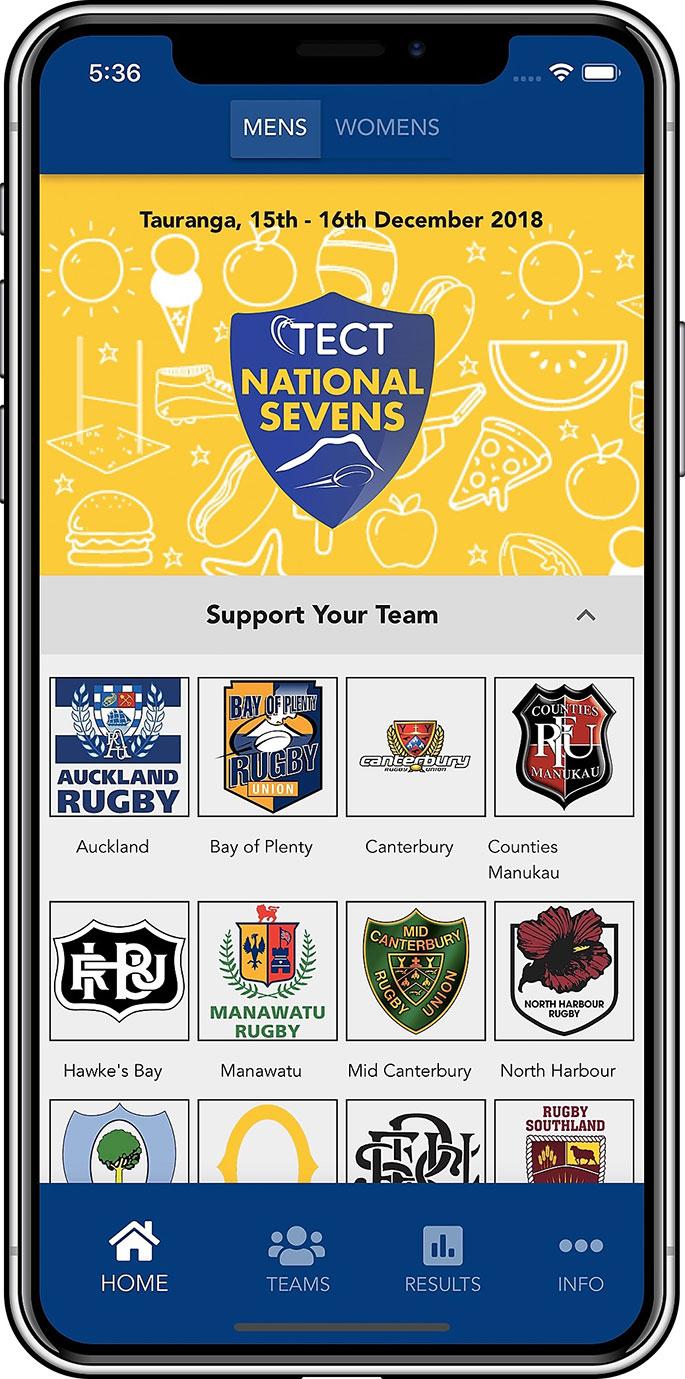 5:36
MENS WOMENS
Tauranga, 15th - 16th December 2018
TECT
NATIONAL
SEVENS
Support Your Team
AUCKLAND
RUGBY
BAY OF PLENTY
RUGBY
UNION
canterbury
RUGBY UNION
COUNTIES
RFU
MANUKAU
Auckland
Bay of Plenty
Canterbury
Counties
Manukau
HBRFU
MANAWATU
RUGBY
MID
CANTERBURY
RUGBY UNION
NORTH HARBOUR
RUGBY
Hawke's Bay
Manawatu
Mid Canterbury
North Harbour
RUGBY
SOUTHLAND
HOME
TEAMS
RESULTS
INFO